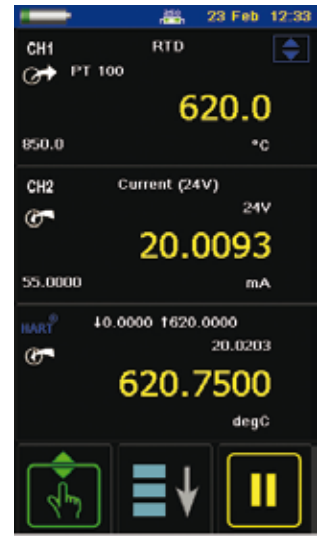 23 Feb 12:33
CH1 RTD
PT 100
620.0
850.0 °C
CH2 Current (24V)
24V
20.0093
55.0000 mA
HART® ↓0.0000 ↑620.0000
20.0203
620.7500
degC